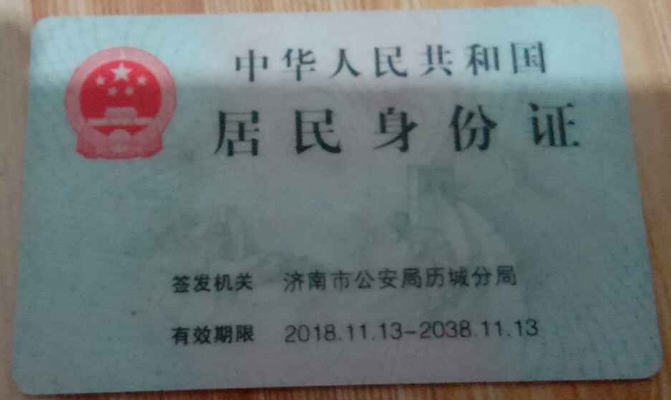 中华人民共和国
居民身份证
签发机关 济南市公安局历城分局
有效期限 2018.11.13-2038.11.13